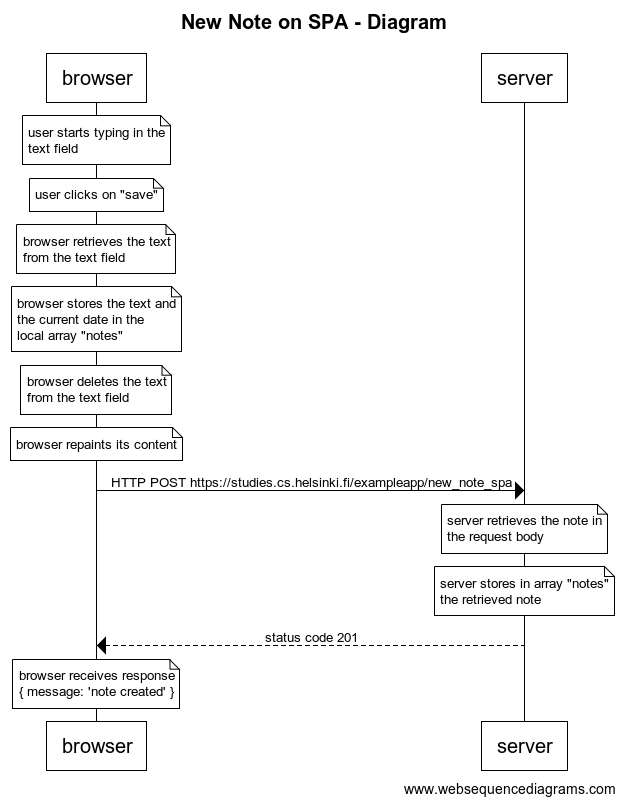 New Note on SPA - Diagram
browser
server
user starts typing in the
text field
user clicks on "save"
browser retrieves the text
from the text field
browser stores the text and
the current date in the
local array "notes"
browser deletes the text
from the text field
browser repaints its content
HTTP POST https://studies.cs.helsinki.fi/exampleapp/new_note_spa
server retrieves the note in
the request body
server stores in array "notes"
the retrieved note
status code 201
browser receives response
{ message: 'note created' }
browser
server
www.websequencediagrams.com